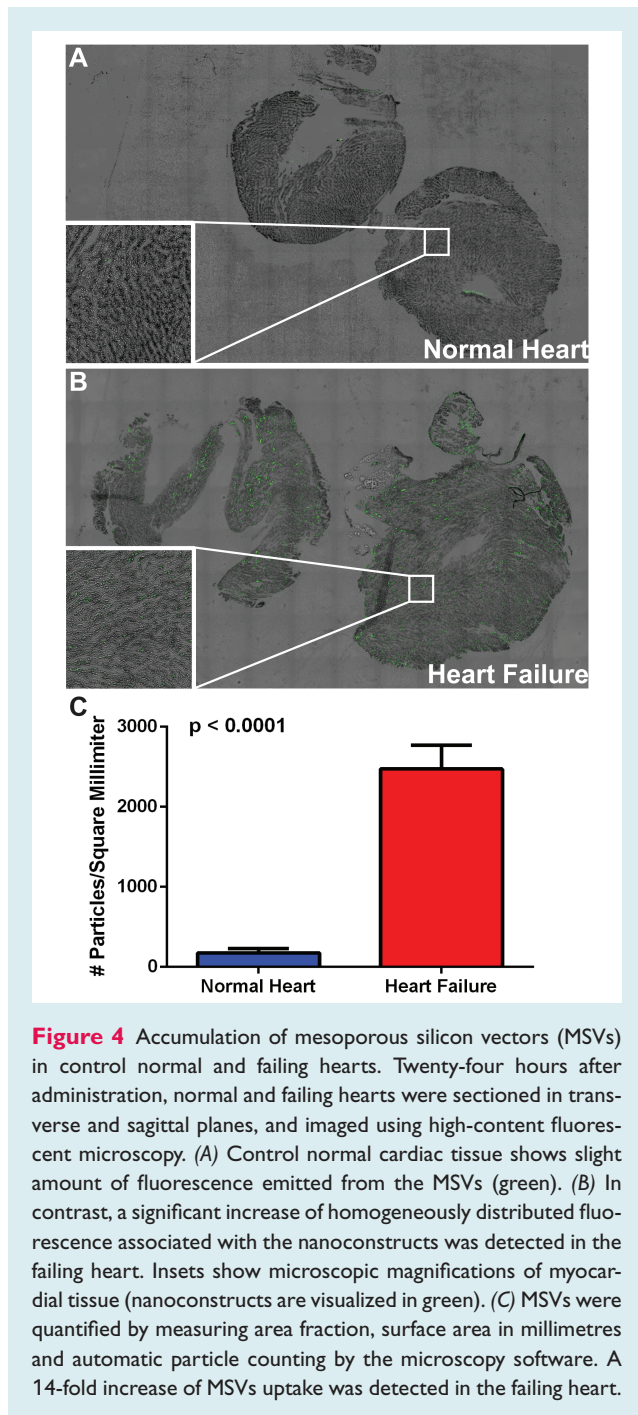 A
Normal Heart
B
Heart Failure
C
p < 0.0001
# Particles/Square Millimiter
3000
2000
1000
0
Normal Heart
Heart Failure
Figure 4 Accumulation of mesoporous silicon vectors (MSVs)
in control normal and failing hearts. Twenty-four hours after
administration, normal and failing hearts were sectioned in trans-
verse and sagittal planes, and imaged using high-content fluores-
cent microscopy. (A) Control normal cardiac tissue shows slight
amount of fluorescence emitted from the MSVs (green). (B) In
contrast, a significant increase of homogeneously distributed fluo-
rescence associated with the nanoconstructs was detected in the
failing heart. Insets show microscopic magnifications of myocar-
dial tissue (nanoconstructs are visualized in green). (C) MSVs were
quantified by measuring area fraction, surface area in millimetres
and automatic particle counting by the microscopy software. A
14-fold increase of MSVs uptake was detected in the failing heart.